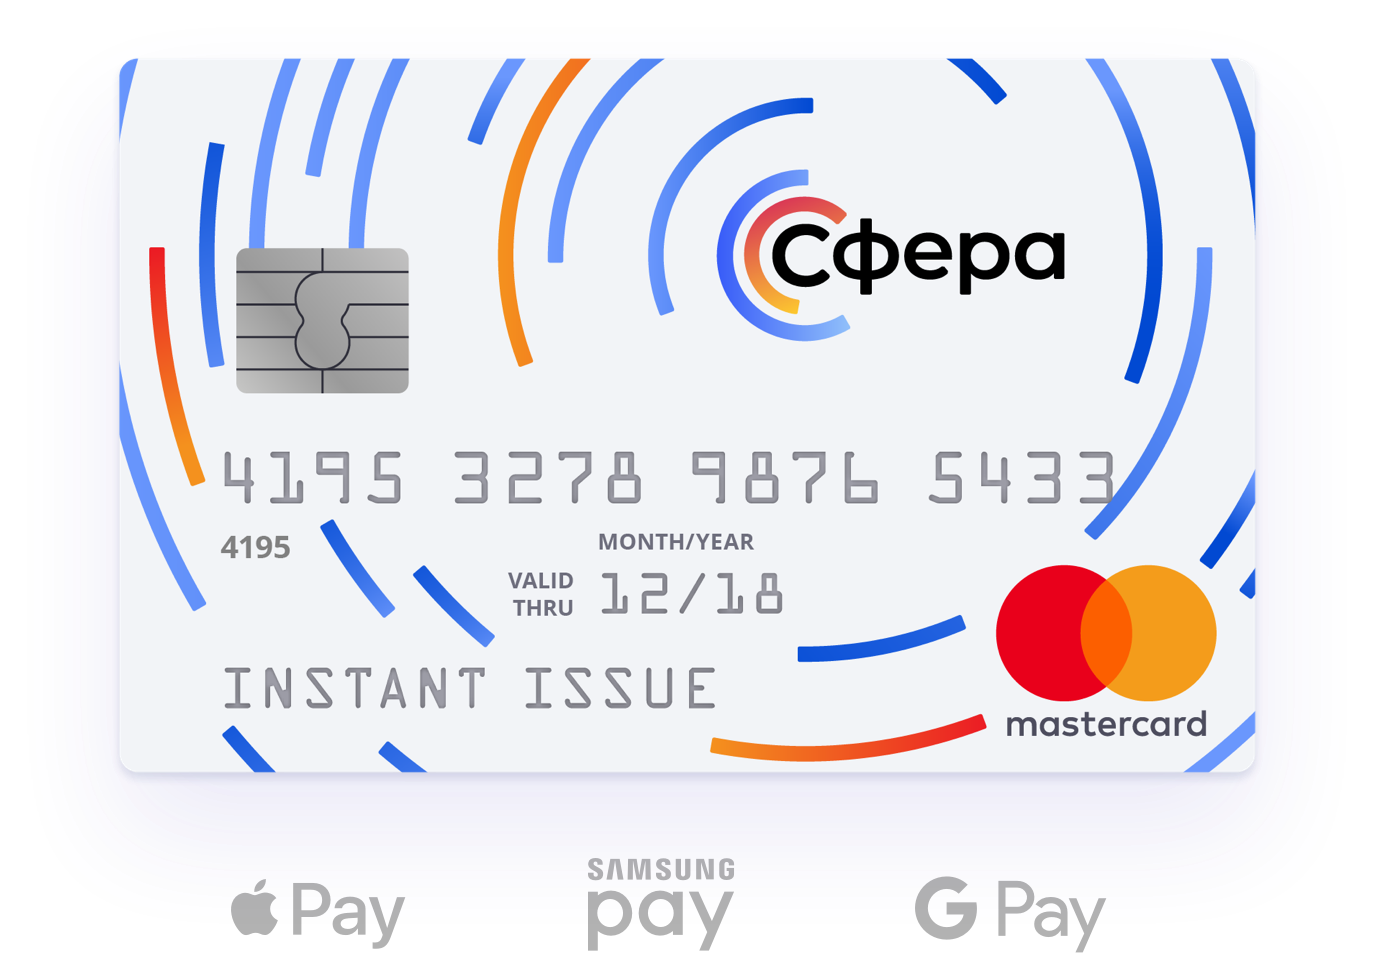 Сфера
4195 3278 9876 5433
4195
MONTH/YEAR
VALID
THRU
12/18
INSTANT ISSUE
mastercard
Pay
SAMSUNG
pay
G Pay